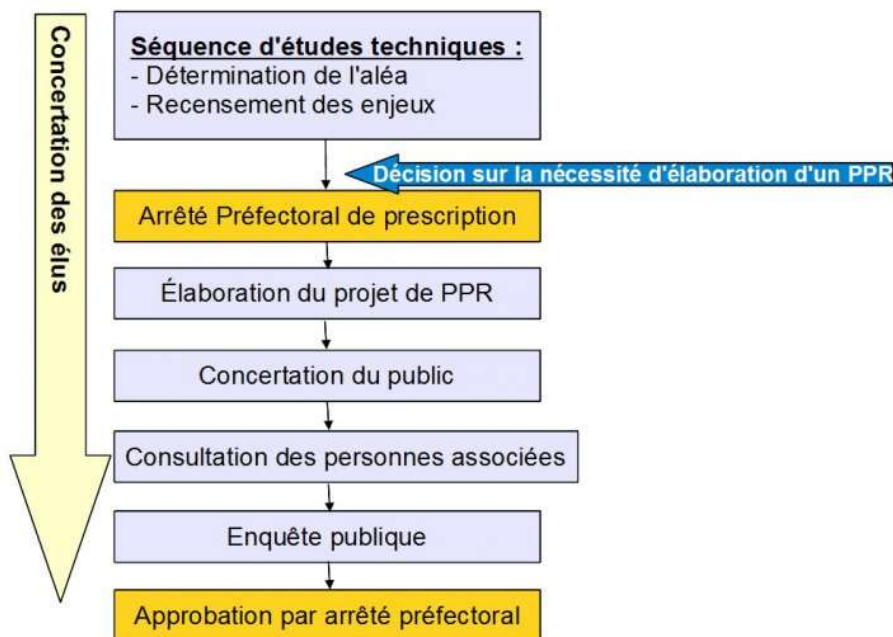 Concertation des élus
Séquence d'études techniques :
- Détermination de l'aléa
- Recensement des enjeux
Décision sur la nécessité d'élaboration d'un PPR
Arrêté Préfectoral de prescription
Élaboration du projet de PPR
Concertation du public
Consultation des personnes associées
Enquête publique
Approbation par arrêté préfectoral